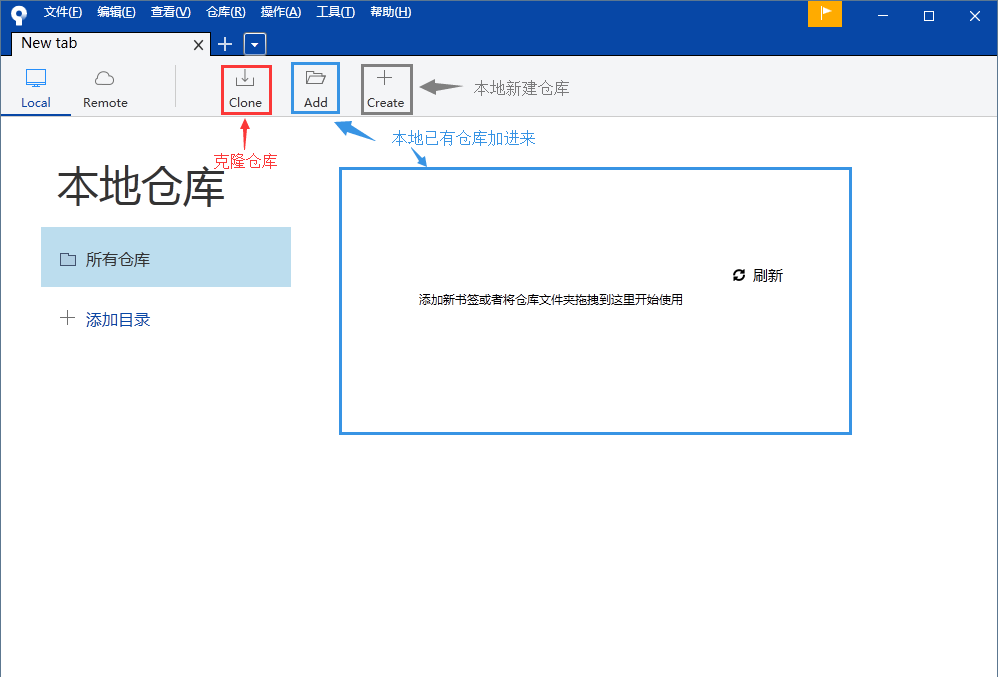 文件(F) 编辑(E) 查看(V) 仓库(R) 操作(A) 工具(T) 帮助(H)
New tab
Local Remote Clone Add Create 本地新建仓库
本地已有仓库加进来
克隆仓库
本地仓库
所有仓库
刷新
添加新书签或者将仓库文件夹拖拽到这里开始使用
添加目录